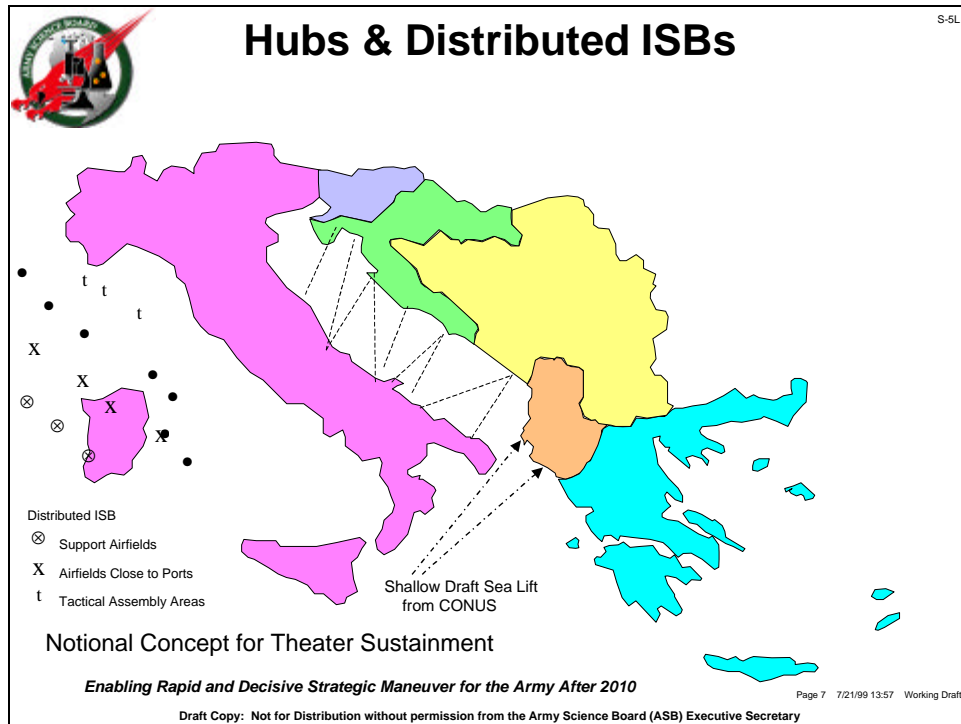 S-5L
ARMY SCIENCE BOARD
Hubs & Distributed ISBs
t
t
t
X
X
X
X
Distributed ISB
⊗ Support Airfields
X Airfields Close to Ports
t Tactical Assembly Areas
Shallow Draft Sea Lift
from CONUS
Notional Concept for Theater Sustainment
Enabling Rapid and Decisive Strategic Maneuver for the Army After 2010
Page 7 7/21/99 13:57 Working Draft
Draft Copy: Not for Distribution without permission from the Army Science Board (ASB) Executive Secretary